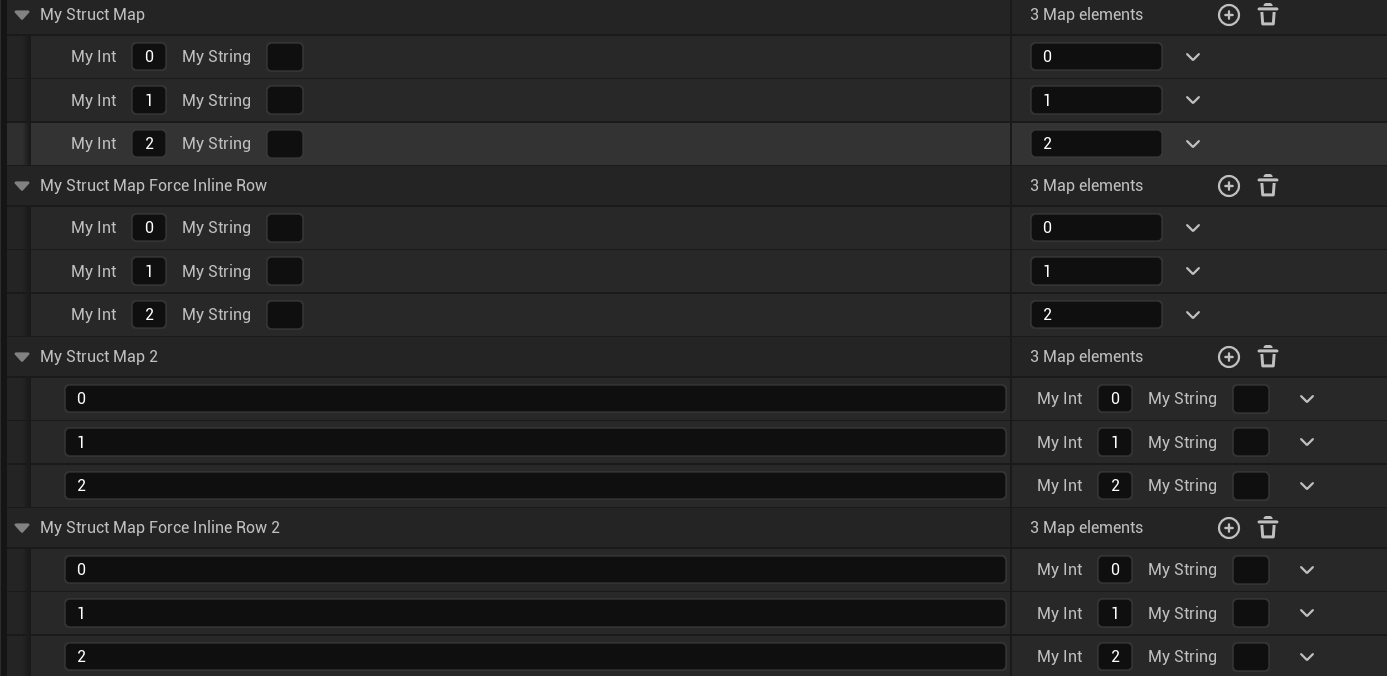 My Struct Map 3 Map elements
My Int 0 My String 0
My Int 1 My String 1
My Int 2 My String 2
My Struct Map Force Inline Row 3 Map elements
My Int 0 My String 0
My Int 1 My String 1
My Int 2 My String 2
My Struct Map 2 3 Map elements
0 My Int 0 My String
1 My Int 1 My String
2 My Int 2 My String
My Struct Map Force Inline Row 2 3 Map elements
0 My Int 0 My String
1 My Int 1 My String
2 My Int 2 My String